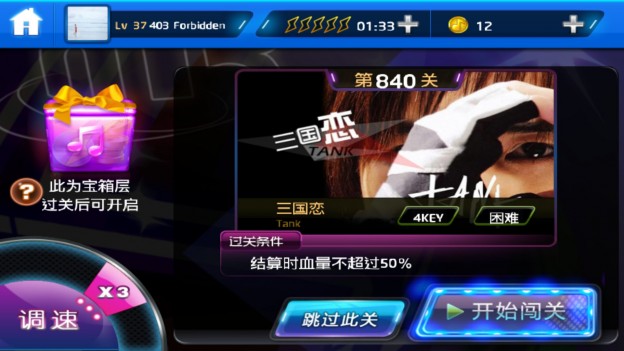 Lv 37 403 Forbidden
01:33
12
第840关
三国恋
TANK
TANK
三国恋
Tank
4KEY
困难
?
此为宝箱层
过关后可开启
过关条件
结算时血量不超过50%
X3
调速
跳过此关
开始闯关